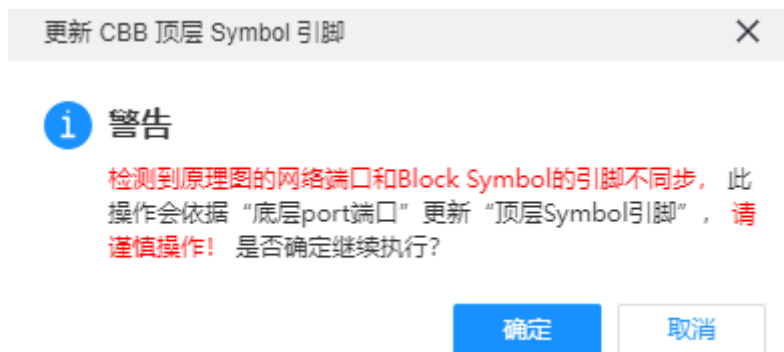 更新 CBB 顶层 Symbol 引脚
警告
检测到原理图的网络端口和Block Symbol的引脚不同步, 此
操作会依据“底层port端口”更新“顶层Symbol引脚”, 请
谨慎操作! 是否确定继续执行?
确定 取消